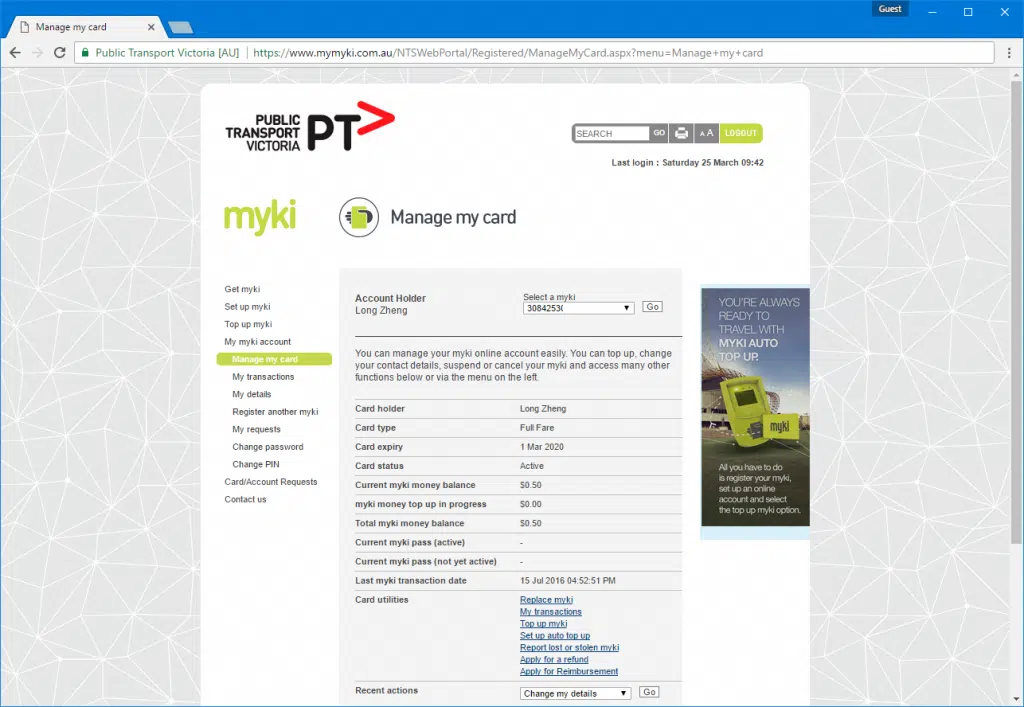 Guest
Manage my card
Public Transport Victoria [AU]
https://www.mymyki.com.au/NTSWebPortal/Registered/ManageMyCard.aspx?menu=Manage+my+card
PUBLIC
TRANSPORT
VICTORIA
PT
SEARCH
GO
A A
LOGOUT
Last login : Saturday 25 March 09:42
myki
Manage my card
Get myki
Set up myki
Top up myki
My myki account
Manage my card
My transactions
My details
Register another myki
My requests
Change password
Change PIN
Card/Account Requests
Contact us
Account Holder
Long Zheng
Select a myki
3084253(
Go
You can manage your myki online account easily. You can top up, change
your contact details, suspend or cancel your myki and access many other
functions below or via the menu on the left.
Card holder Long Zheng
Card type Full Fare
Card expiry 1 Mar 2020
Card status Active
Current myki money balance $0.50
myki money top up in progress $0.00
Total myki money balance $0.50
Current myki pass (active) -
Current myki pass (not yet active) -
Last myki transaction date 15 Jul 2016 04:52:51 PM
Card utilities
Replace myki
My transactions
Top up myki
Set up auto top up
Report lost or stolen myki
Apply for a refund
Apply for Reimbursement
Recent actions
Change my details
Go
YOU'RE ALWAYS
READY TO
TRAVEL WITH
MYKI AUTO
TOP UP.
myki
All you have to do
is register your myki,
set up an online
account and select
the top up myki option.